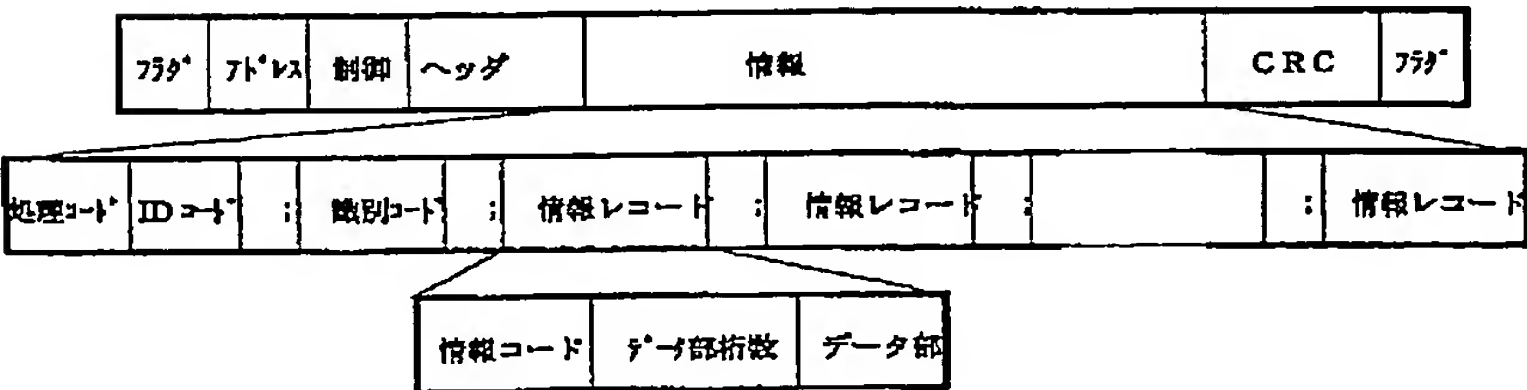 フラグ アドレス 制御 ヘッダ 情報 CRC フラグ
処理コード IDコード : 識別コード : 情報レコード : 情報レコード : : 情報レコード
情報コード データ部桁数 データ部